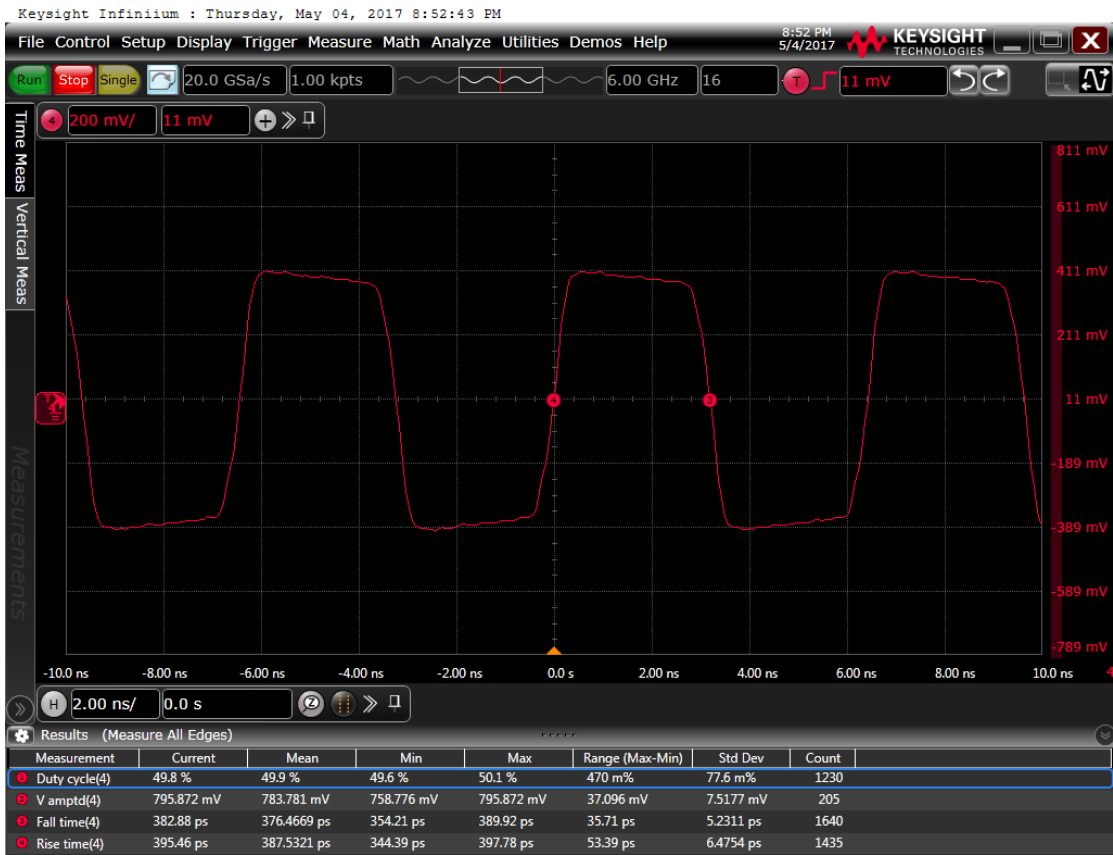 Keysight Infiniium : Thursday, May 04, 2017 8:52:43 PM
File Control Setup Display Trigger Measure Math Analyze Utilities Demos Help 8:52 PM
5/4/2017 KEYSIGHT
TECHNOLOGIES X
Run Stop Single 20.0 GSa/s 1.00 kpts 6.00 GHz 16 T 11 mV
4 200 mV/ 11 mV
Time Meas
Vertical Meas
Measurements
811 mV
611 mV
411 mV
211 mV
11 mV
-189 mV
-389 mV
-589 mV
-789 mV
T
4 3
-10.0 ns -8.00 ns -6.00 ns -4.00 ns -2.00 ns 0.0 s 2.00 ns 4.00 ns 6.00 ns 8.00 ns 10.0 ns 4
H 2.00 ns/ 0.0 s Z
Results (Measure All Edges)
Measurement Current Mean Min Max Range (Max-Min) Std Dev Count
1 Duty cycle(4) 49.8 % 49.9 % 49.6 % 50.1 % 470 m% 77.6 m% 1230
2 V amptd(4) 795.872 mV 783.781 mV 758.776 mV 795.872 mV 37.096 mV 7.5177 mV 205
3 Fall time(4) 382.88 ps 376.4669 ps 354.21 ps 389.92 ps 35.71 ps 5.2311 ps 1640
4 Rise time(4) 395.46 ps 387.5321 ps 344.39 ps 397.78 ps 53.39 ps 6.4754 ps 1435